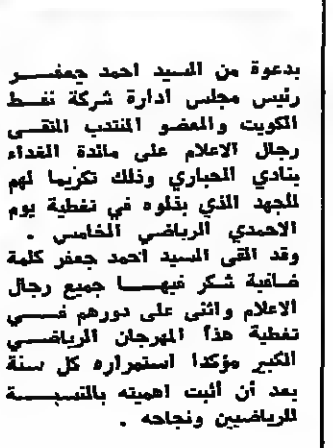 بدعوة من السيد احمد جعفر
رئيس مجلس ادارة شركة نفط
الكويت والعضو المنتدب التقى
رجال الاعلام على مائدة الغداء
بنادي الحباري وذلك تكريما لهم
للجهد الذي بذلوه في تغطية يوم
الاحمدي الرياضي الخامس .
وقد القى السيد احمد جعفر كلمة
ضافية شكر فيها جميع رجال
الاعلام واثنى على دورهم في
تغطية هذا المهرجان الرياضي
الكبير مؤكدا استمراره كل سنة
بعد أن أثبت اهميته بالنسبة
للرياضيين ونجاحه .